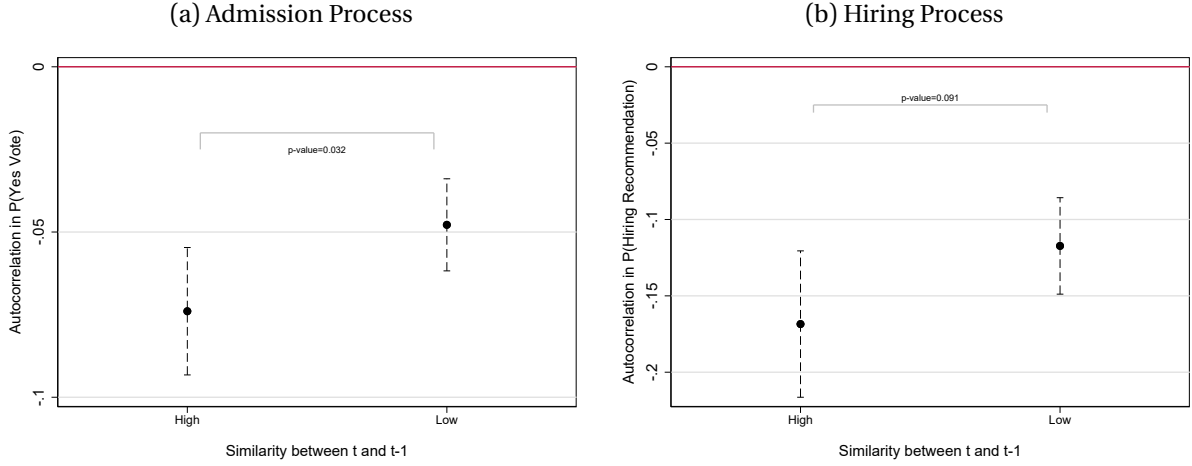 (a) Admission Process
Autocorrelation in P(Yes Vote)
0
-.05
-.1
p-value=0.032
High
Low
Similarity between t and t-1
(b) Hiring Process
Autocorrelation in P(Hiring Recommendation)
0
-.05
-.1
-.15
-.2
p-value=0.091
High
Low
Similarity between t and t-1